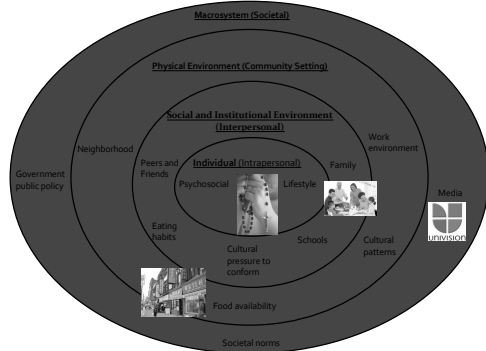 Macrosystem (Societal)
Physical Environment (Community Setting)
Social and Institutional Environment
(Interpersonal)
Work
environment
Neighborhood
Peers and
Friends
Individual (Intrapersonal)
Family
Government
public policy
Psychosocial
Lifestyle
Media
UNIVISION
Eating
habits
Schools
Cultural
patterns
Cultural
pressure to
conform
Food availability
Societal norms